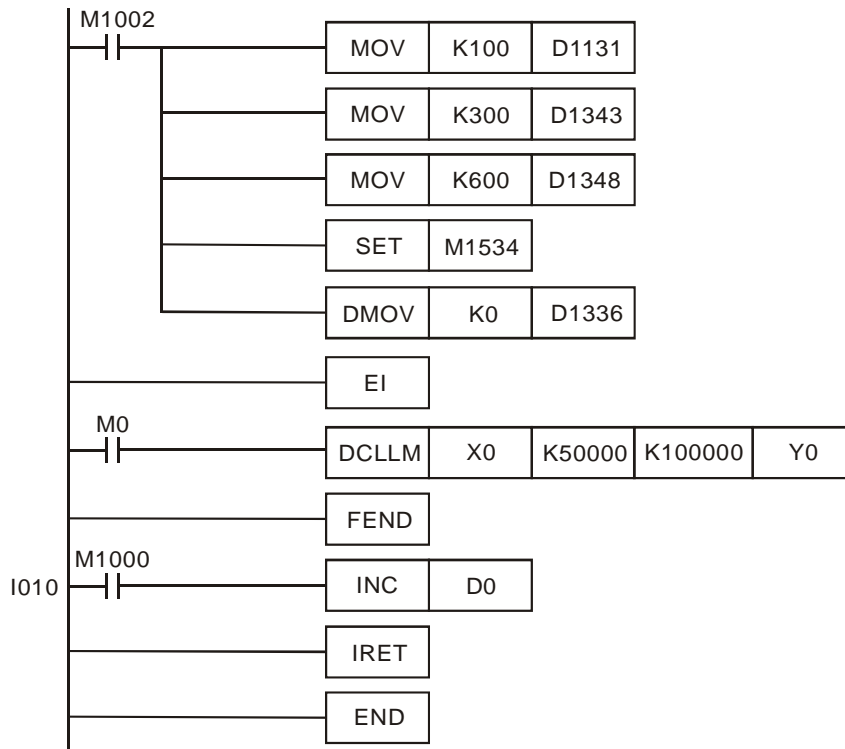 M1002
MOV K100 D1131
MOV K300 D1343
MOV K600 D1348
SET M1534
DMOV K0 D1336
EI
M0
DCLLM X0 K50000 K100000 Y0
FEND
M1000
I010 INC D0
IRET
END